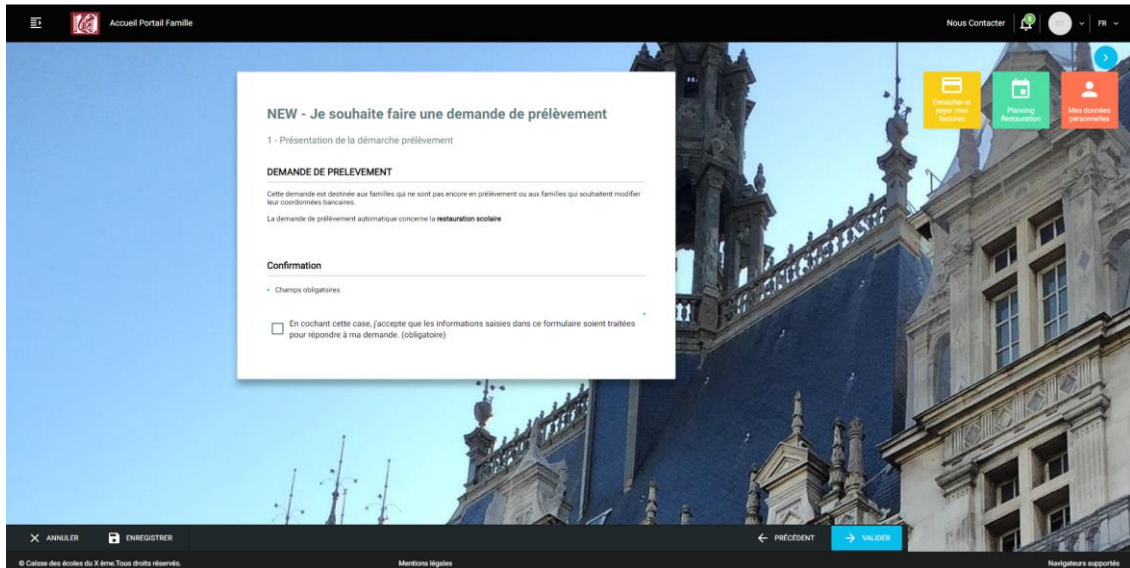 Accueil Portail Famille
Nous Contacter
FR
Consulter et
payer mes
factures
Planning
Restauration
Mes données
personnelles
NEW - Je souhaite faire une demande de prélèvement
1 - Présentation de la démarche prélèvement
DEMANDE DE PRELEVEMENT
Cette demande est destinée aux familles qui ne sont pas encore en prélèvement ou aux familles qui souhaitent modifier
leur coordonnées bancaires.
La demande de prélèvement automatique concerne la restauration scolaire
Confirmation
Champs obligatoires
En cochant cette case, j'accepte que les informations saisies dans ce formulaire soient traitées
pour répondre à ma demande. (obligatoire)
ANNULER
ENREGISTRER
PRÉCÉDENT
VALIDER
© Caisse des écoles du X ème.Tous droits réservés.
Mentions légales
Navigateurs supportés